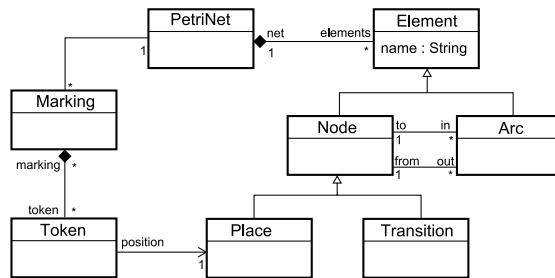 PetriNet
Element
net
elements
1
1
*
name : String
*
Marking
Node
to
in
Arc
1
*
from
out
1
*
marking
*
token
*
Token
position
1
Place
Transition